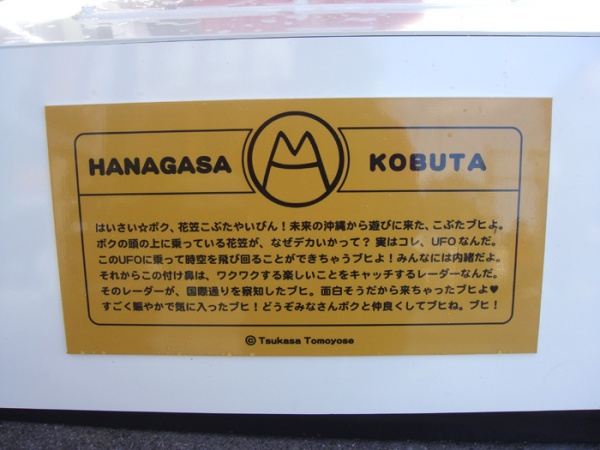 HANAGASA KOBUTA
はいさい☆ボク、花笠こぶたやいびん!未来の沖縄から遊びに来た、こぶたブヒよ。
ボクの頭の上に乗っている花笠が、なぜデカいかって?実はコレ、UFOなんだ。
このUFOに乗って時空を飛び回ることができちゃうブヒよ!みんなには内緒だよ。
それからこの付け鼻は、ワクワクする楽しいことをキャッチするレーダーなんだ。
そのレーダーが、国際通りを察知したブヒ。面白そうだから来ちゃったブヒよ♥
すごく賑やかで気に入ったブヒ!どうぞみなさんボクと仲良くしてブヒね。ブヒ!
© Tsukasa Tomoyose